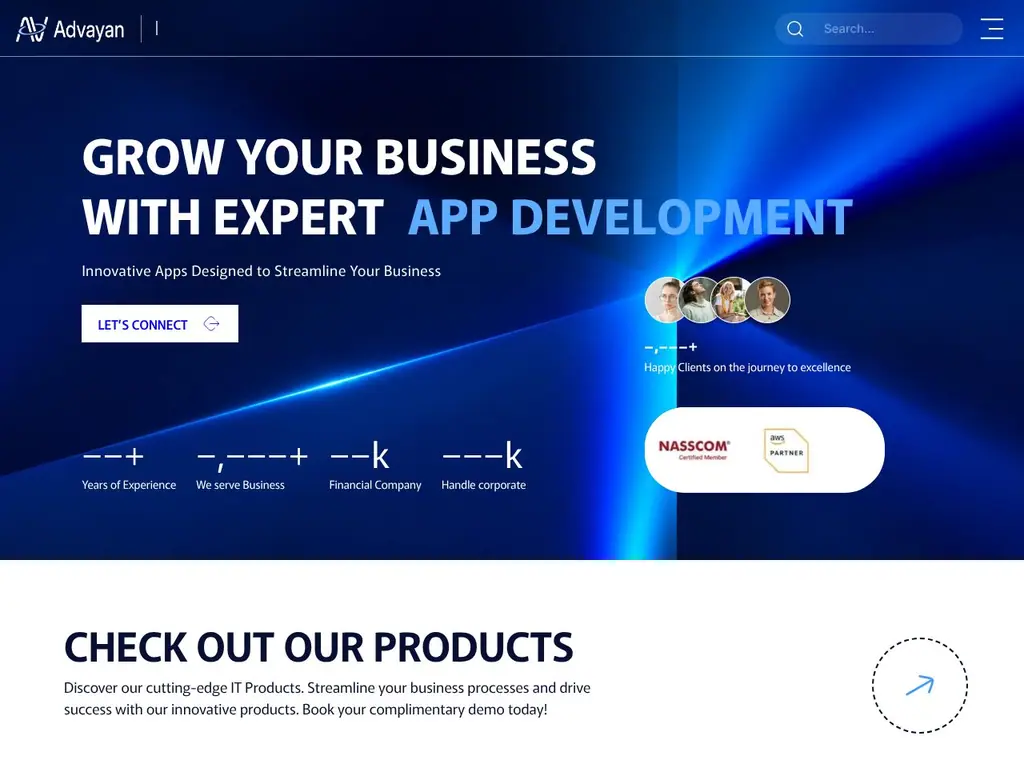 Advayan
Search...
GROW YOUR BUSINESS
WITH EXPERT APP DEVELOPMENT
Innovative Apps Designed to Streamline Your Business
LET'S CONNECT
–,–––+
Happy Clients on the journey to excellence
––+
Years of Experience
–,–––+
We serve Business
––k
Financial Company
–––k
Handle corporate
NASSCOM®
Certified Member
aws
PARTNER
CHECK OUT OUR PRODUCTS
Discover our cutting-edge IT Products. Streamline your business processes and drive
success with our innovative products. Book your complimentary demo today!